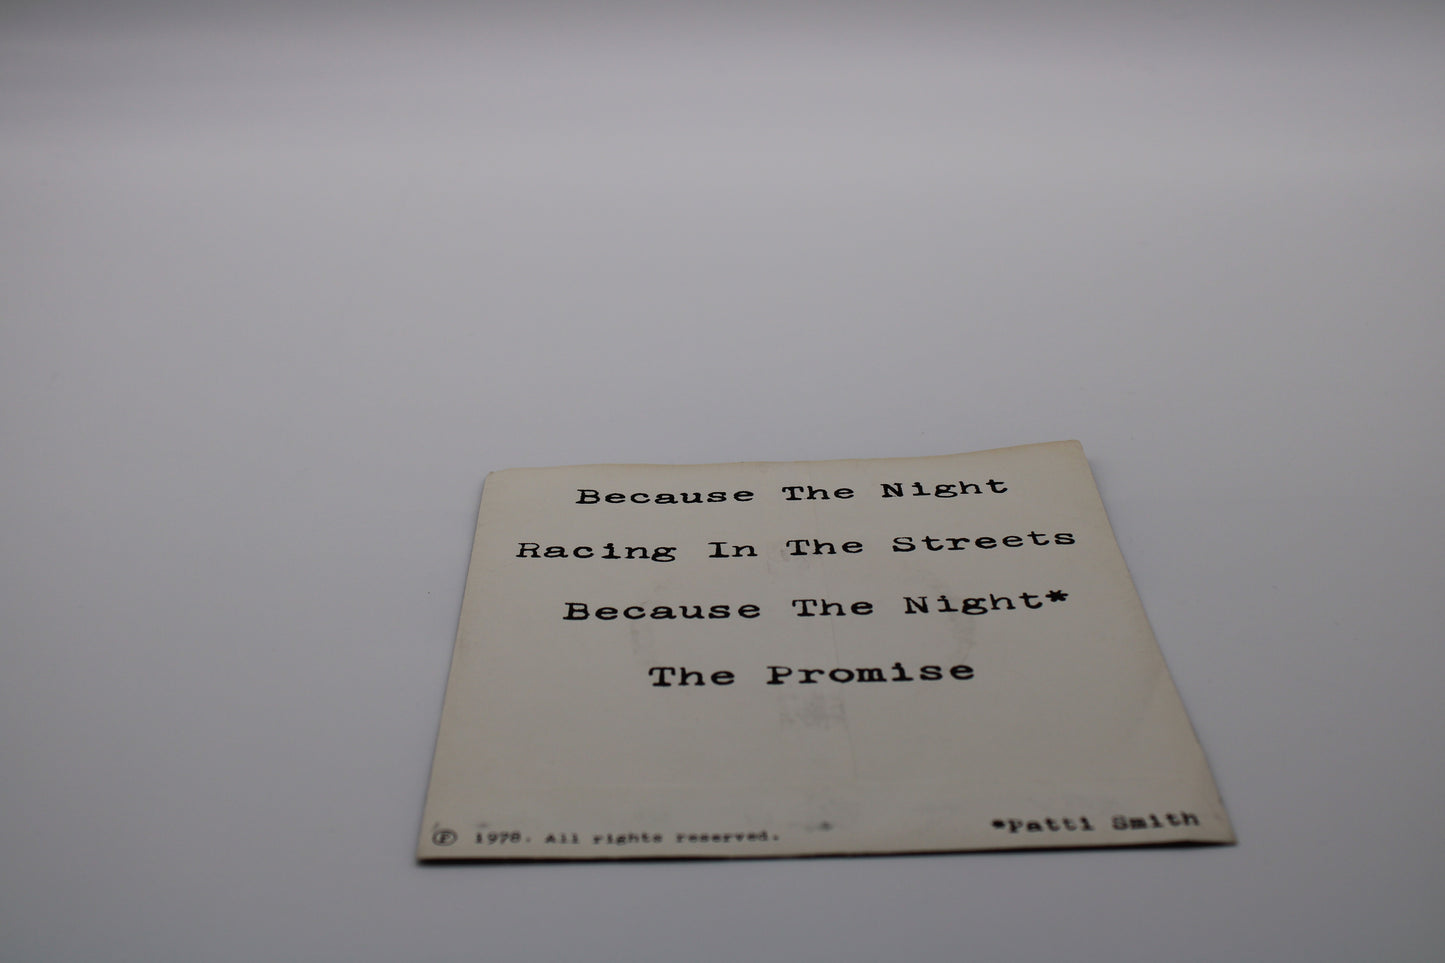 Because The Night
Racing In The Streets
Because The Night*
The Promise
Ⓟ 1978. All rights reserved.
*Patti Smith